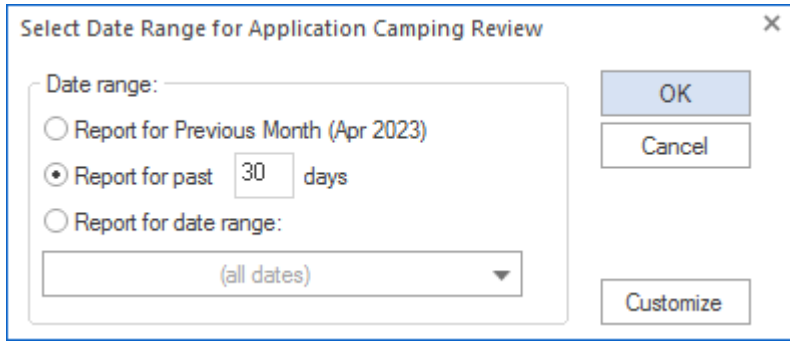 Select Date Range for Application Camping Review
Date range:
Report for Previous Month (Apr 2023)
Report for past 30 days
Report for date range:
(all dates)
OK
Cancel
Customize